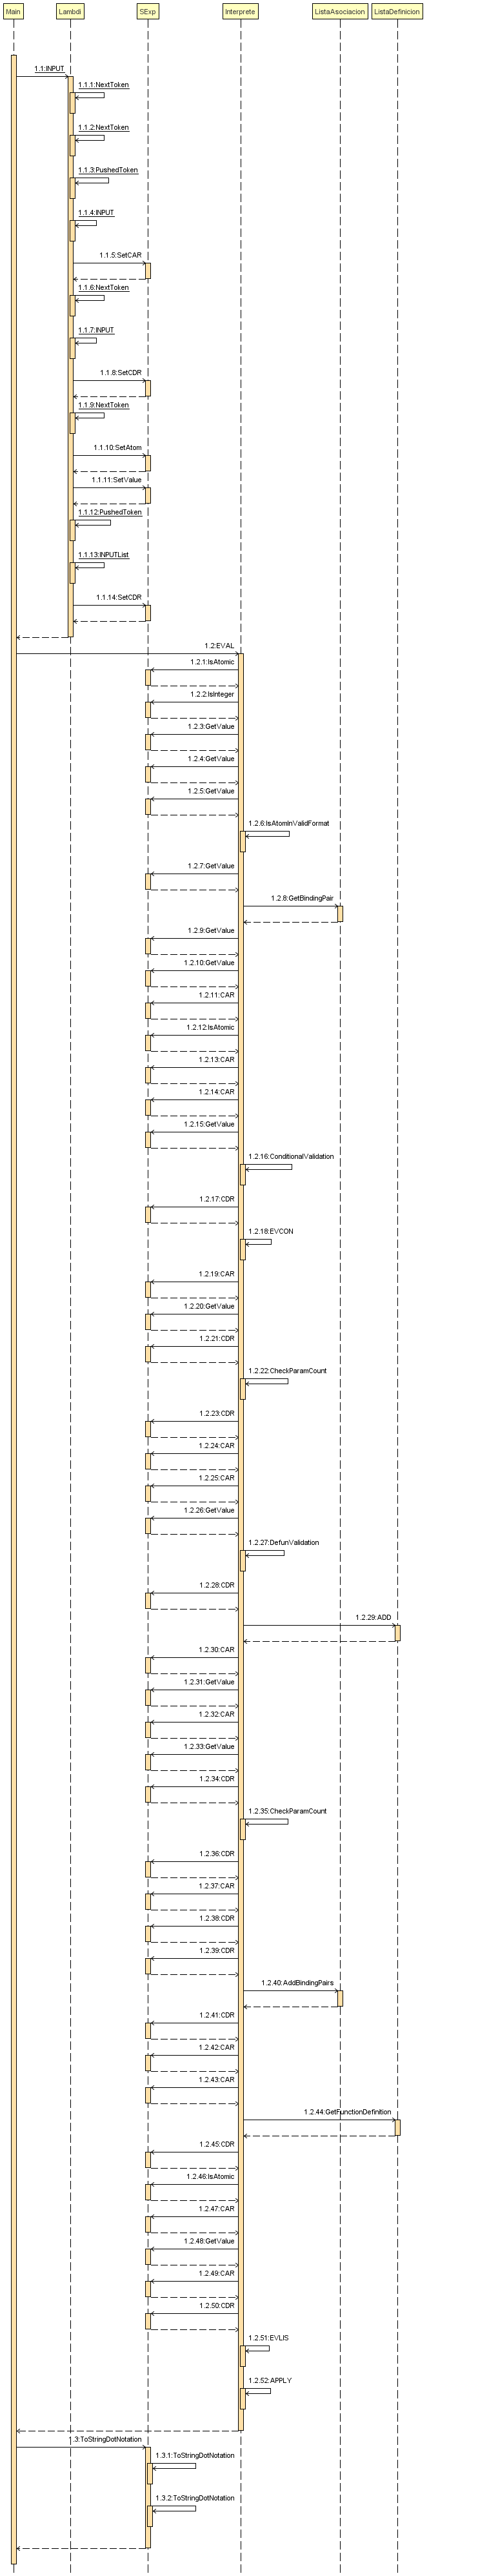 Main Lambdi SExp Interprete ListaAsociacion ListaDefinicion
1.1:INPUT
1.1.1:NextToken
1.1.2:NextToken
1.1.3:PushedToken
1.1.4:INPUT
1.1.5:SetCAR
1.1.6:NextToken
1.1.7:INPUT
1.1.8:SetCDR
1.1.9:NextToken
1.1.10:SetAtom
1.1.11:SetValue
1.1.12:PushedToken
1.1.13:INPUTList
1.1.14:SetCDR
1.2:EVAL
1.2.1:IsAtomic
1.2.2:IsInteger
1.2.3:GetValue
1.2.4:GetValue
1.2.5:GetValue
1.2.6:IsAtomInValidFormat
1.2.7:GetValue
1.2.8:GetBindingPair
1.2.9:GetValue
1.2.10:GetValue
1.2.11:CAR
1.2.12:IsAtomic
1.2.13:CAR
1.2.14:CAR
1.2.15:GetValue
1.2.16:ConditionalValidation
1.2.17:CDR
1.2.18:EVCON
1.2.19:CAR
1.2.20:GetValue
1.2.21:CDR
1.2.22:CheckParamCount
1.2.23:CDR
1.2.24:CAR
1.2.25:CAR
1.2.26:GetValue
1.2.27:DefunValidation
1.2.28:CDR
1.2.29:ADD
1.2.30:CAR
1.2.31:GetValue
1.2.32:CAR
1.2.33:GetValue
1.2.34:CDR
1.2.35:CheckParamCount
1.2.36:CDR
1.2.37:CAR
1.2.38:CDR
1.2.39:CDR
1.2.40:AddBindingPairs
1.2.41:CDR
1.2.42:CAR
1.2.43:CAR
1.2.44:GetFunctionDefinition
1.2.45:CDR
1.2.46:IsAtomic
1.2.47:CAR
1.2.48:GetValue
1.2.49:CAR
1.2.50:CDR
1.2.51:EVLIS
1.2.52:APPLY
1.3:ToStringDotNotation
1.3.1:ToStringDotNotation
1.3.2:ToStringDotNotation